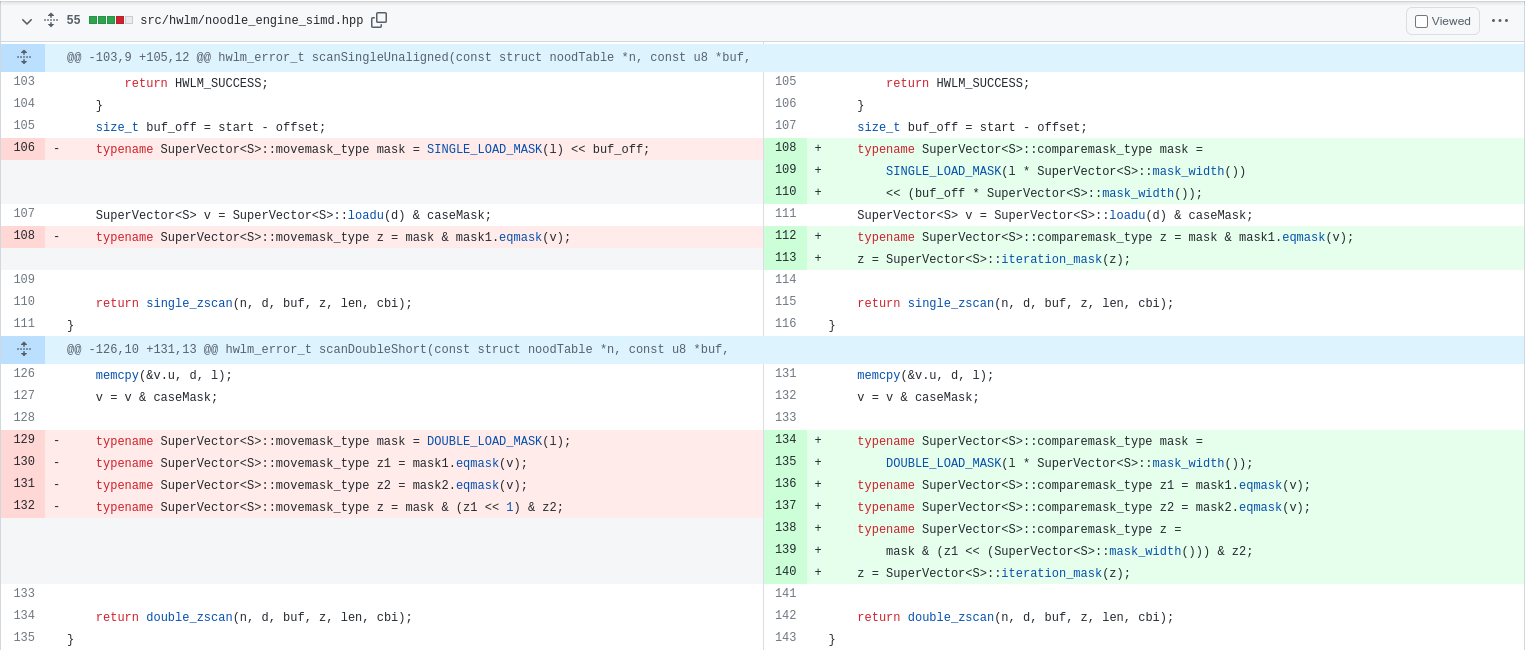 55 src/hwlm/noodle_engine_simd.hpp Viewed
@@ -103,9 +105,12 @@ hwlm_error_t scanSingleUnaligned(const struct noodTable *n, const u8 *buf,
103 return HWLM_SUCCESS; 105 return HWLM_SUCCESS;
104 } 106 }
105 size_t buf_off = start - offset; 107 size_t buf_off = start - offset;
106 - typename SuperVector<S>::movemask_type mask = SINGLE_LOAD_MASK(l) << buf_off; 108 + typename SuperVector<S>::comparemask_type mask =
109 + SINGLE_LOAD_MASK(l * SuperVector<S>::mask_width())
110 + << (buf_off * SuperVector<S>::mask_width());
107 SuperVector<S> v = SuperVector<S>::loadu(d) & caseMask; 111 SuperVector<S> v = SuperVector<S>::loadu(d) & caseMask;
108 - typename SuperVector<S>::movemask_type z = mask & mask1.eqmask(v); 112 + typename SuperVector<S>::comparemask_type z = mask & mask1.eqmask(v);
113 + z = SuperVector<S>::iteration_mask(z);
109 114
110 return single_zscan(n, d, buf, z, len, cbi); 115 return single_zscan(n, d, buf, z, len, cbi);
111 } 116 }
@@ -126,10 +131,13 @@ hwlm_error_t scanDoubleShort(const struct noodTable *n, const u8 *buf,
126 memcpy(&v.u, d, l); 131 memcpy(&v.u, d, l);
127 v = v & caseMask; 132 v = v & caseMask;
128 133
129 - typename SuperVector<S>::movemask_type mask = DOUBLE_LOAD_MASK(l); 134 + typename SuperVector<S>::comparemask_type mask =
130 - typename SuperVector<S>::movemask_type z1 = mask1.eqmask(v); 135 + DOUBLE_LOAD_MASK(l * SuperVector<S>::mask_width());
131 - typename SuperVector<S>::movemask_type z2 = mask2.eqmask(v); 136 + typename SuperVector<S>::comparemask_type z1 = mask1.eqmask(v);
132 - typename SuperVector<S>::movemask_type z = mask & (z1 << 1) & z2; 137 + typename SuperVector<S>::comparemask_type z2 = mask2.eqmask(v);
138 + typename SuperVector<S>::comparemask_type z =
139 + mask & (z1 << (SuperVector<S>::mask_width())) & z2;
140 + z = SuperVector<S>::iteration_mask(z);
133 141
134 return double_zscan(n, d, buf, z, len, cbi); 142 return double_zscan(n, d, buf, z, len, cbi);
135 } 143 }